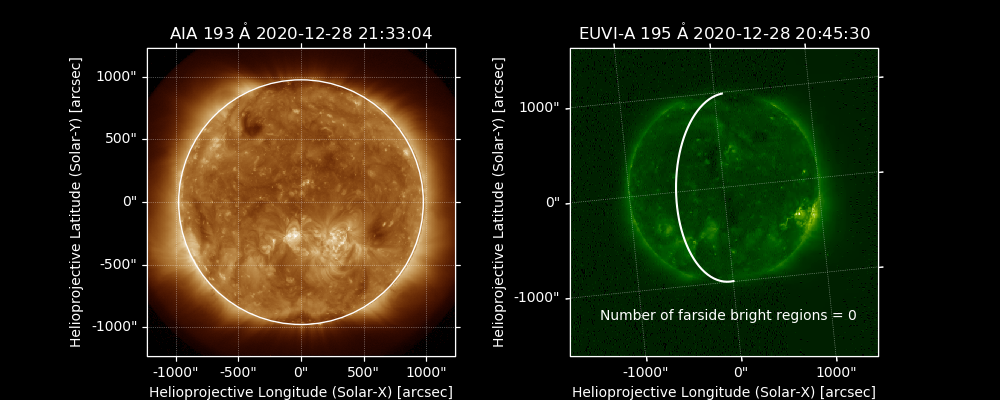 AIA 193 Å 2020-12-28 21:33:04
Helioprojective Latitude (Solar-Y) [arcsec]
1000"
500"
0"
-500"
-1000"
-1000"
-500"
0"
500"
1000"
Helioprojective Longitude (Solar-X) [arcsec]
EUVI-A 195 Å 2020-12-28 20:45:30
Helioprojective Latitude (Solar-Y) [arcsec]
1000"
0"
-1000"
Number of farside bright regions = 0
-1000"
0"
1000"
Helioprojective Longitude (Solar-X) [arcsec]